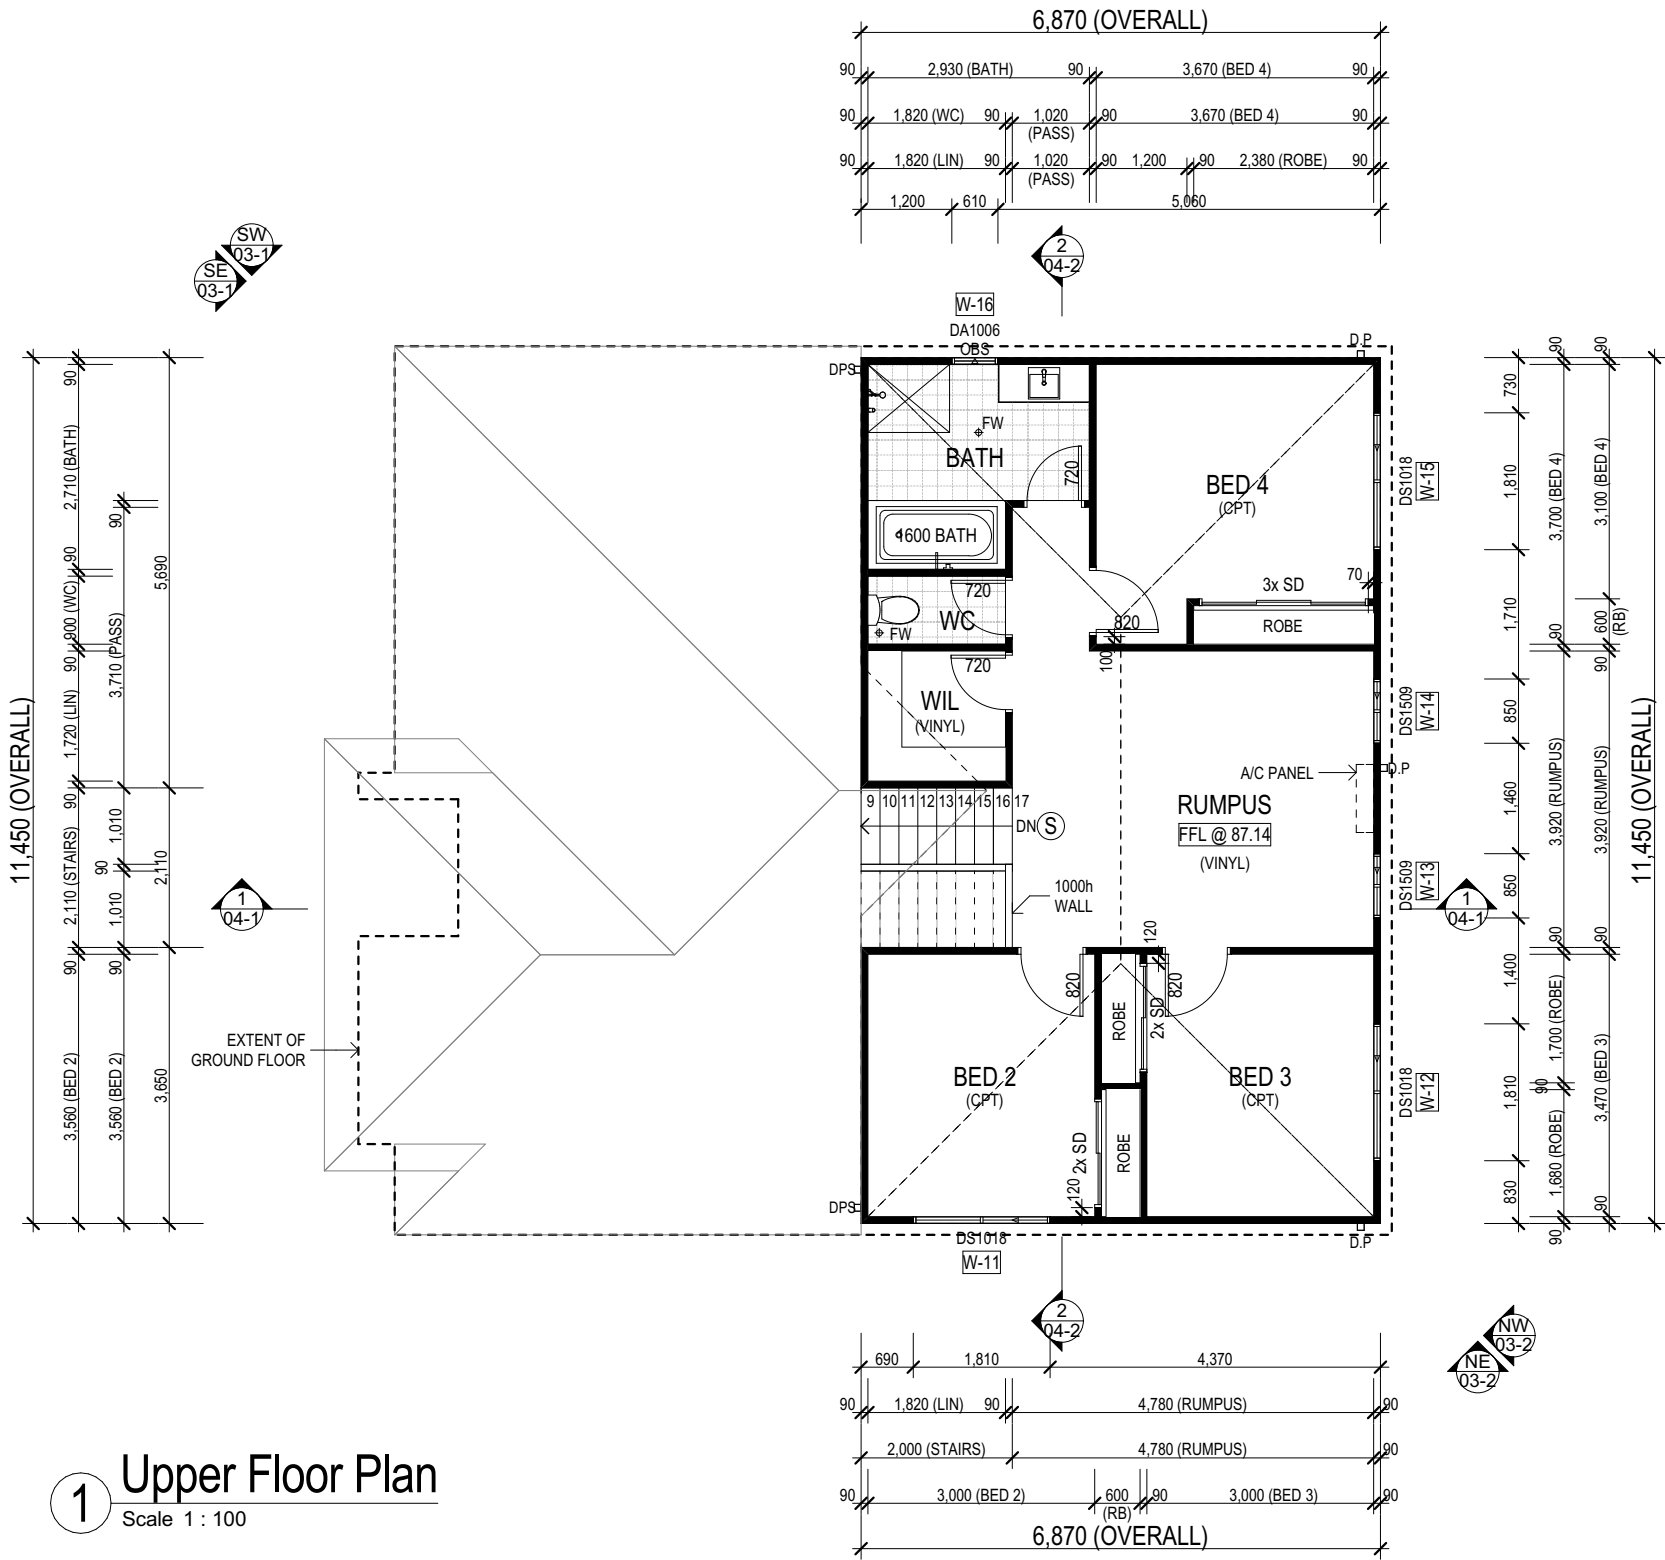 6,870 (OVERALL)
90 2,930 (BATH) 90 3,670 (BED 4) 90
90 1,820 (WC) 90 1,020 (PASS) 90 3,670 (BED 4) 90
90 1,820 (LIN) 90 1,020 (PASS) 90 1,200 90 2,380 (ROBE) 90
1,200 610 5,060
SW
03-1
SE
03-1
2
04-2
W-16
DA1006
OBS
D.P
DPS
FW
BATH
720
1600 BATH
BED 4
(CPT)
3x SD
70
ROBE
820
100
720
WC
FW
720
WIL
(VINYL)
DS1018
W-15
DS1509
W-14
A/C PANEL
D.P
9 10 11 12 13 14 15 16 17
DN S
RUMPUS
FFL @ 87.14
(VINYL)
1000h
WALL
DS1509
W-13
1
04-1
1
04-1
120
820
ROBE
2x SD
820
BED 2
(CPT)
BED 3
(CPT)
2x SD
120
ROBE
DS1018
W-12
EXTENT OF
GROUND FLOOR
DPS
DS1018
W-11
D.P
2
04-2
NW
03-2
NE
03-2
11,450 (OVERALL)
90 2,710 (BATH) 90 900 (WC) 90 1,720 (LIN) 90 2,110 (STAIRS) 90 3,560 (BED 2)
90 3,710 (PASS) 1,010 90 1,010 90 3,560 (BED 2)
5,690 2,110 3,650
730 1,810 1,710 850 1,460 850 1,400 1,810 830
90 3,700 (BED 4) 90 3,920 (RUMPUS) 90 1,700 (ROBE) 90 1,680 (ROBE) 90
90 3,100 (BED 4) 600 (RB) 90 3,920 (RUMPUS) 90 3,470 (BED 3) 90
11,450 (OVERALL)
690 1,810 4,370
90 1,820 (LIN) 90 4,780 (RUMPUS) 90
2,000 (STAIRS) 4,780 (RUMPUS) 90
90 3,000 (BED 2) 600 (RB) 90 3,000 (BED 3) 90
6,870 (OVERALL)
1 Upper Floor Plan
Scale 1 : 100